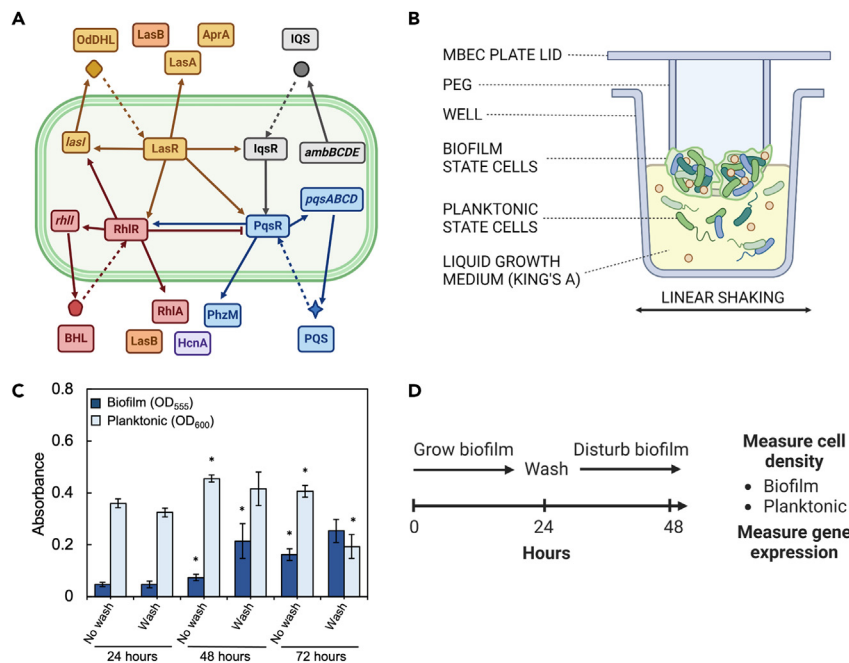 A
OdDHL
LasB
AprA
LasA
IQS
lasI
LasR
IqsR
ambBCDE
rhlI
RhlR
PqsR
pqsABCD
BHL
RhlA
LasB
HcnA
PhzM
PQS
B
MBEC PLATE LID
PEG
WELL
BIOFILM
STATE CELLS
PLANKTONIC
STATE CELLS
LIQUID GROWTH
MEDIUM (KING'S A)
LINEAR SHAKING
C
Absorbance
0.8
0.6
0.4
0.2
0
Biofilm (OD555)
Planktonic (OD600)
*
*
*
*
*
*
No wash
Wash
No wash
Wash
No wash
Wash
24 hours
48 hours
72 hours
D
Grow biofilm
Wash
Disturb biofilm
0
24
48
Hours
Measure cell
density
• Biofilm
• Planktonic
Measure gene
expression